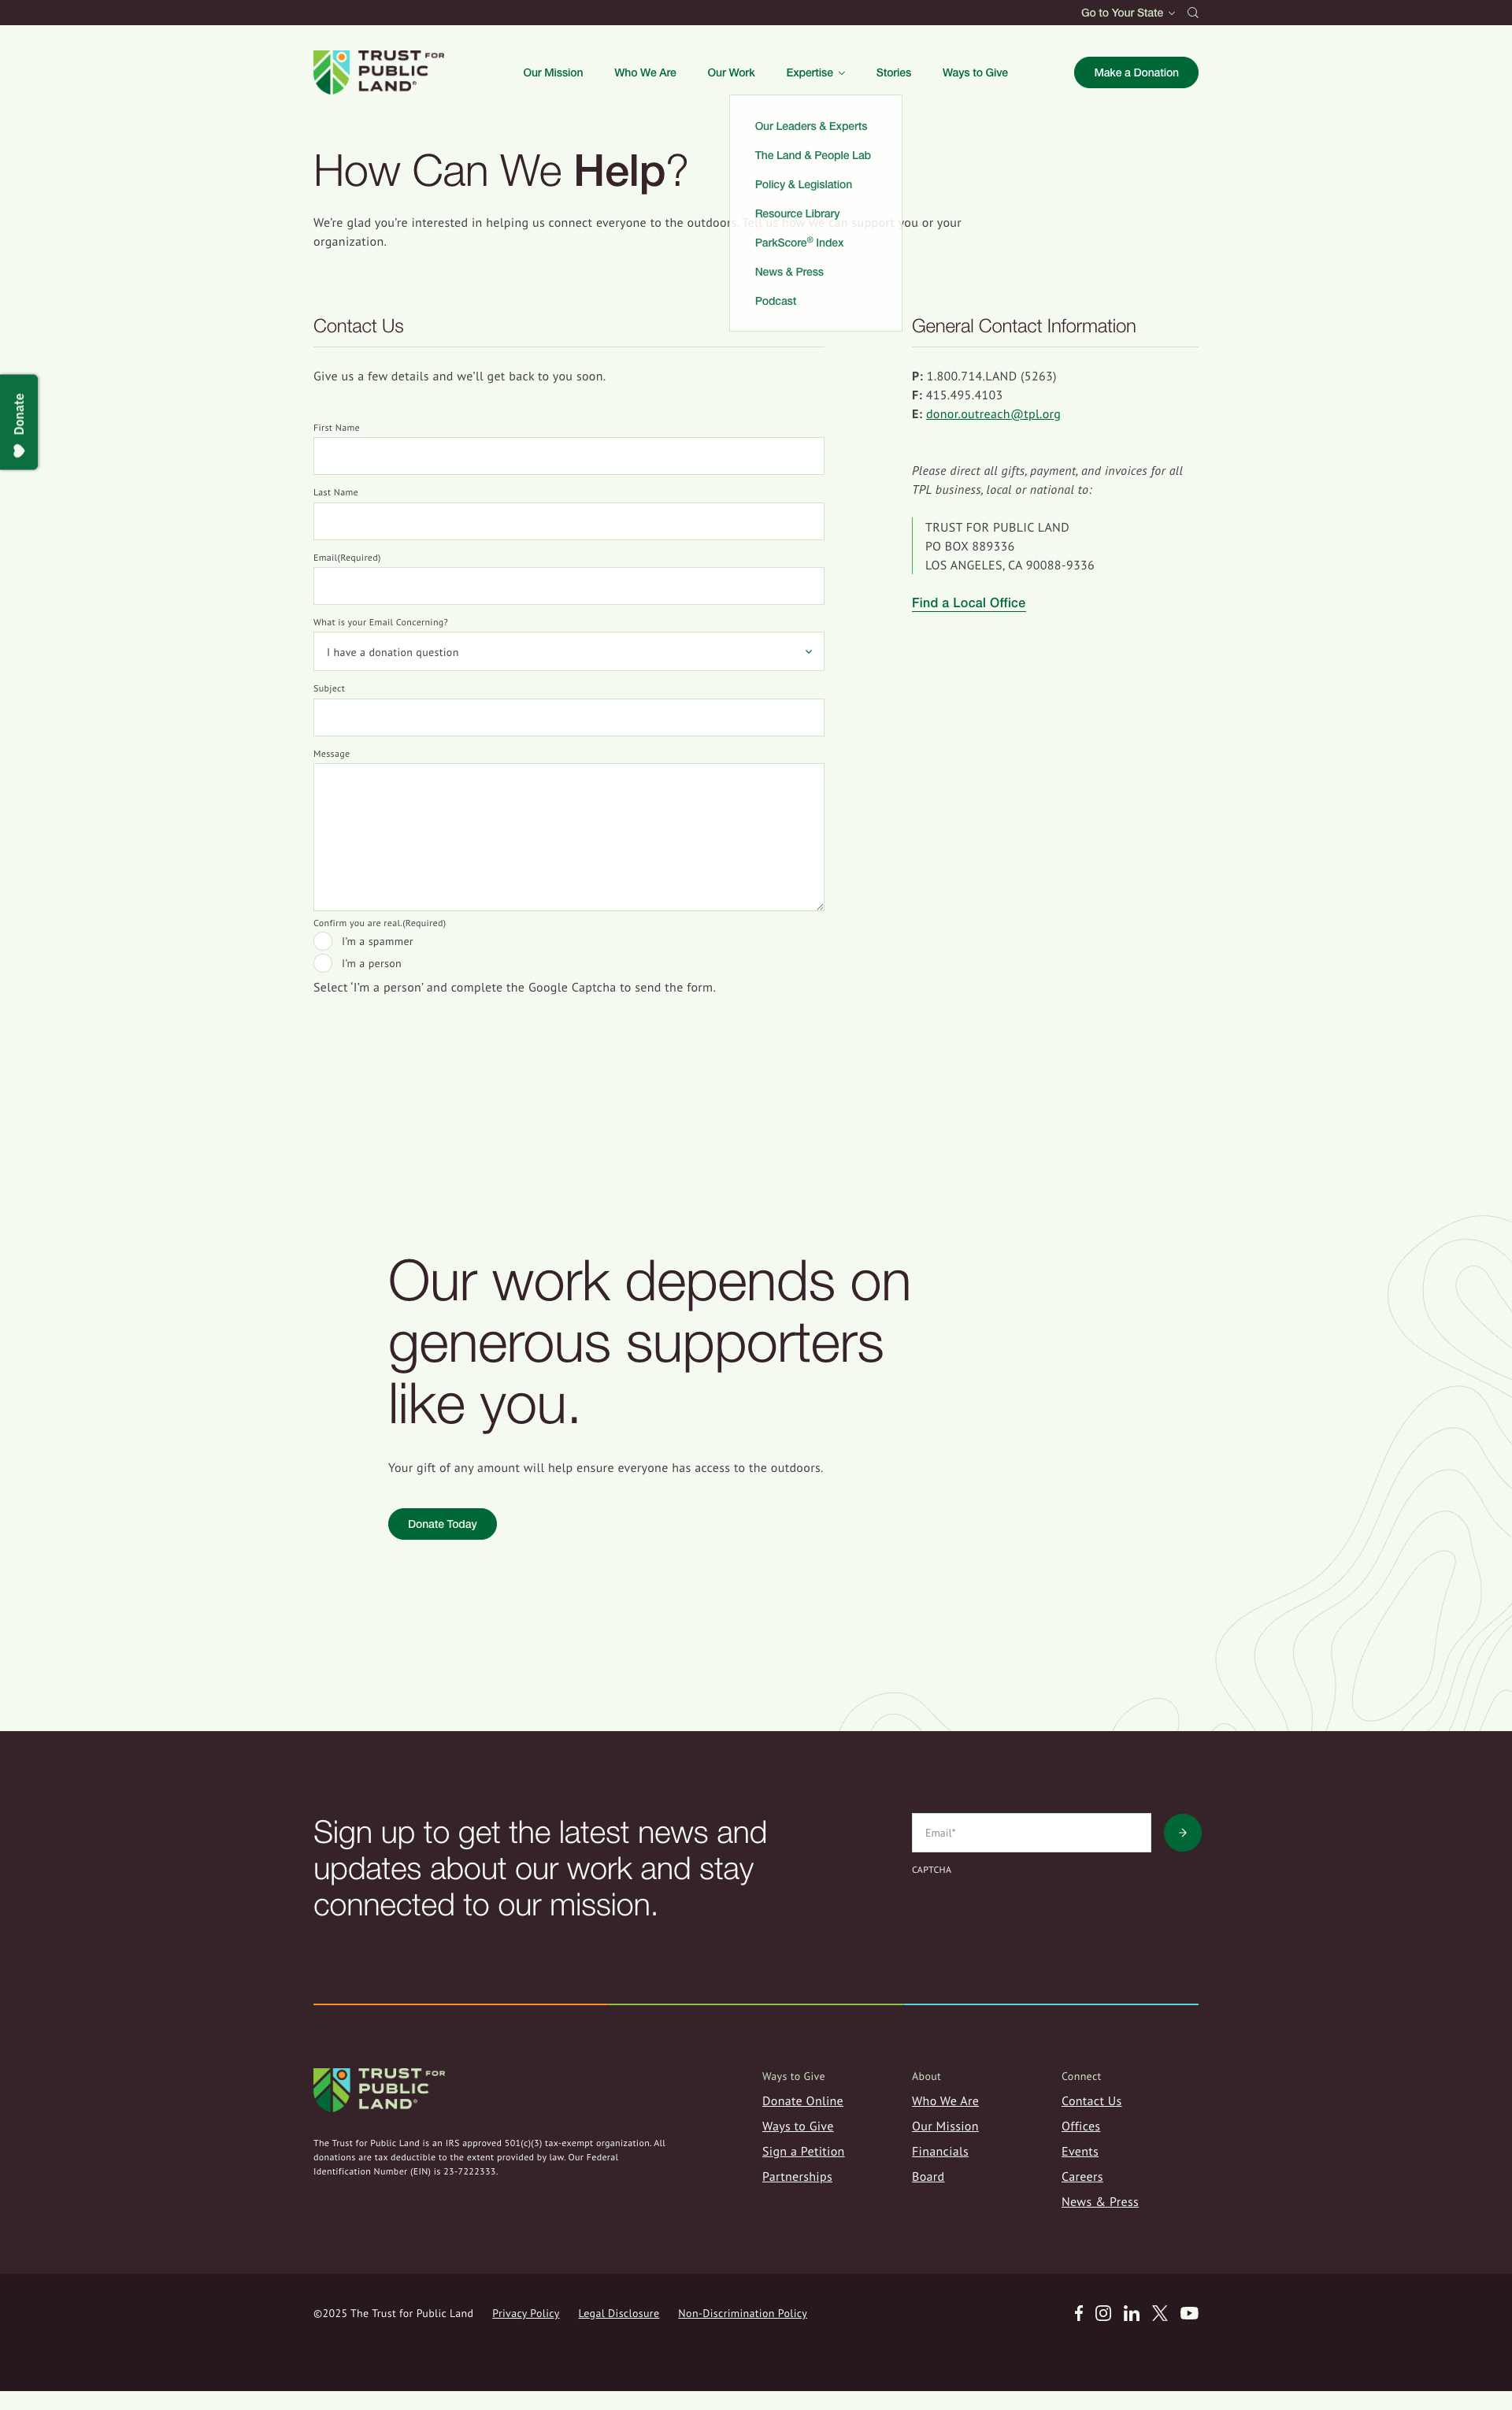 Go to Your State
TRUST FOR
PUBLIC
LAND®
Our Mission
Who We Are
Our Work
Expertise
Stories
Ways to Give
Make a Donation
Our Leaders & Experts
The Land & People Lab
Policy & Legislation
Resource Library
ParkScore® Index
News & Press
Podcast
How Can We Help?
We’re glad you’re interested in helping us connect everyone to the outdoors. Tell us how we can support you or your
organization.
Donate
Contact Us
Give us a few details and we’ll get back to you soon.
First Name
Last Name
Email(Required)
What is your Email Concerning?
I have a donation question
Subject
Message
Confirm you are real.(Required)
I’m a spammer
I’m a person
Select ‘I’m a person’ and complete the Google Captcha to send the form.
General Contact Information
P: 1.800.714.LAND (5263)
F: 415.495.4103
E: donor.outreach@tpl.org
Please direct all gifts, payment, and invoices for all
TPL business, local or national to:
TRUST FOR PUBLIC LAND
PO BOX 889336
LOS ANGELES, CA 90088-9336
Find a Local Office
Our work depends on
generous supporters
like you.
Your gift of any amount will help ensure everyone has access to the outdoors.
Donate Today
Sign up to get the latest news and
updates about our work and stay
connected to our mission.
Email*
CAPTCHA
TRUST FOR
PUBLIC
LAND®
The Trust for Public Land is an IRS approved 501(c)(3) tax-exempt organization. All
donations are tax deductible to the extent provided by law. Our Federal
Identification Number (EIN) is 23-7222333.
Ways to Give
Donate Online
Ways to Give
Sign a Petition
Partnerships
About
Who We Are
Our Mission
Financials
Board
Connect
Contact Us
Offices
Events
Careers
News & Press
©2025 The Trust for Public Land
Privacy Policy
Legal Disclosure
Non-Discrimination Policy